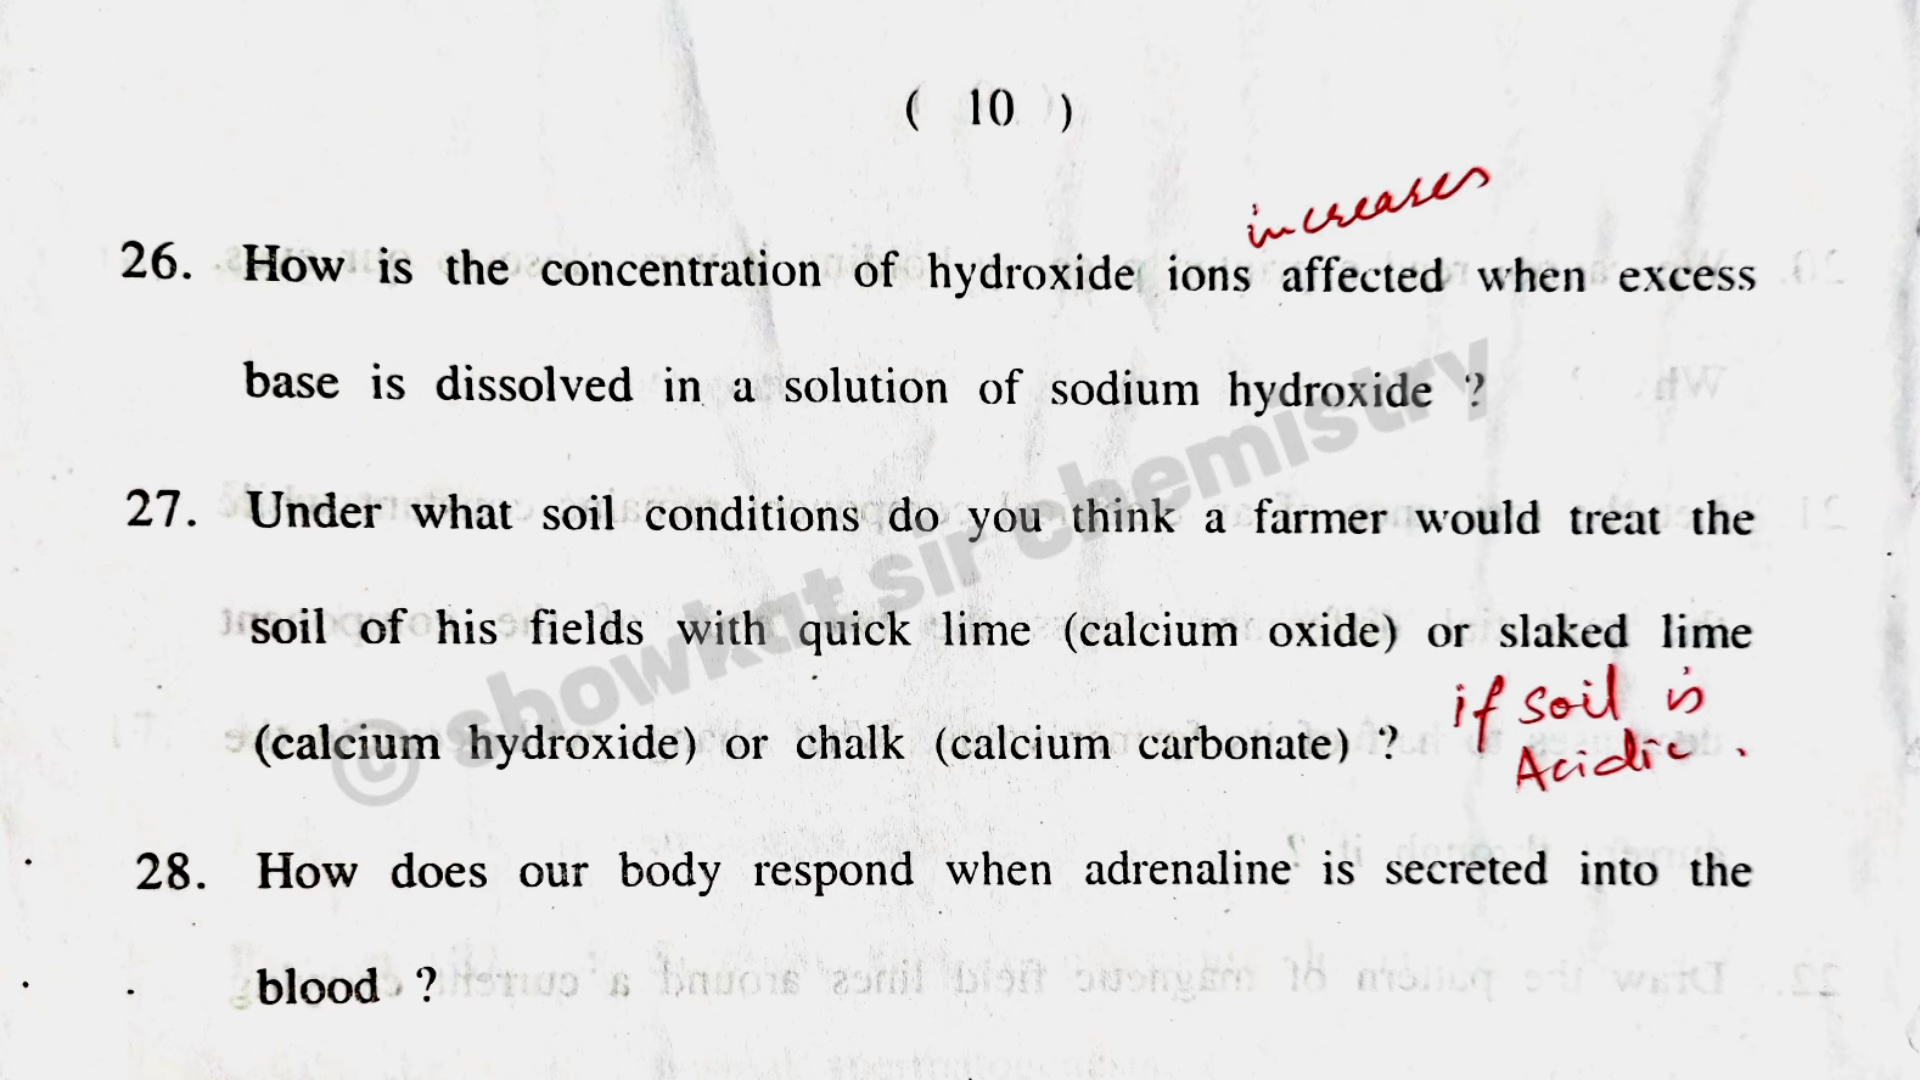 ( 10 )
increases
26. How is the concentration of hydroxide ions affected when excess
base is dissolved in a solution of sodium hydroxide ?
27. Under what soil conditions do you think a farmer would treat the
soil of his fields with quick lime (calcium oxide) or slaked lime
(calcium hydroxide) or chalk (calcium carbonate) ?
if soil is
Acidic .
28. How does our body respond when adrenaline is secreted into the
blood ?
© showkat sir chemistry